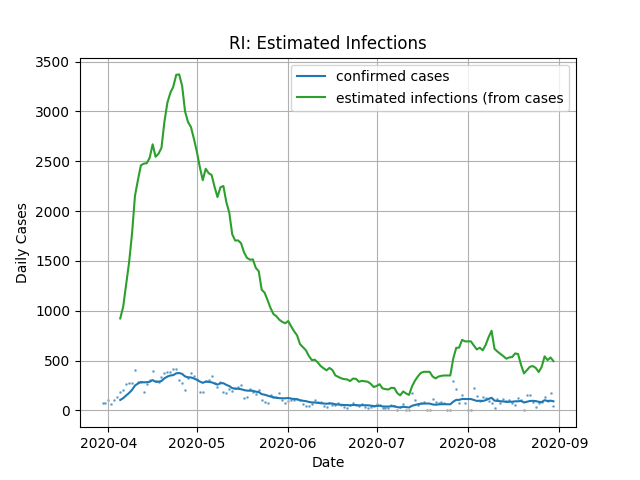 RI: Estimated Infections
confirmed cases
estimated infections (from cases
3500
3000
2500
2000
1500
1000
500
0
Daily Cases
2020-04
2020-05
2020-06
2020-07
2020-08
2020-09
Date